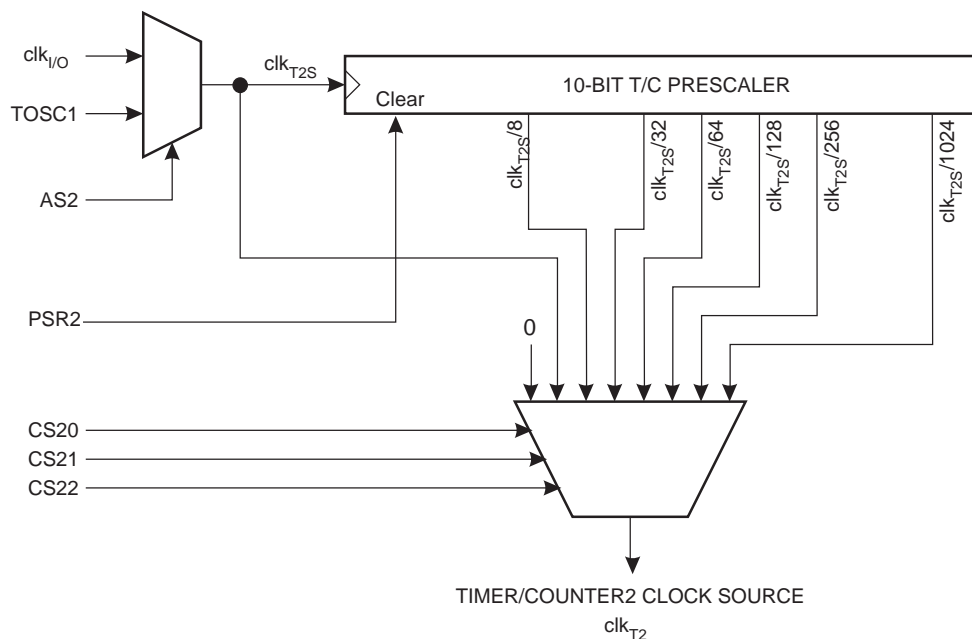 clkI/O
clkT2S
10-BIT T/C PRESCALER
TOSC1
Clear
clkT2S/8
clkT2S/32
clkT2S/64
clkT2S/128
clkT2S/256
clkT2S/1024
AS2
PSR2
0
CS20
CS21
CS22
TIMER/COUNTER2 CLOCK SOURCE
clkT2